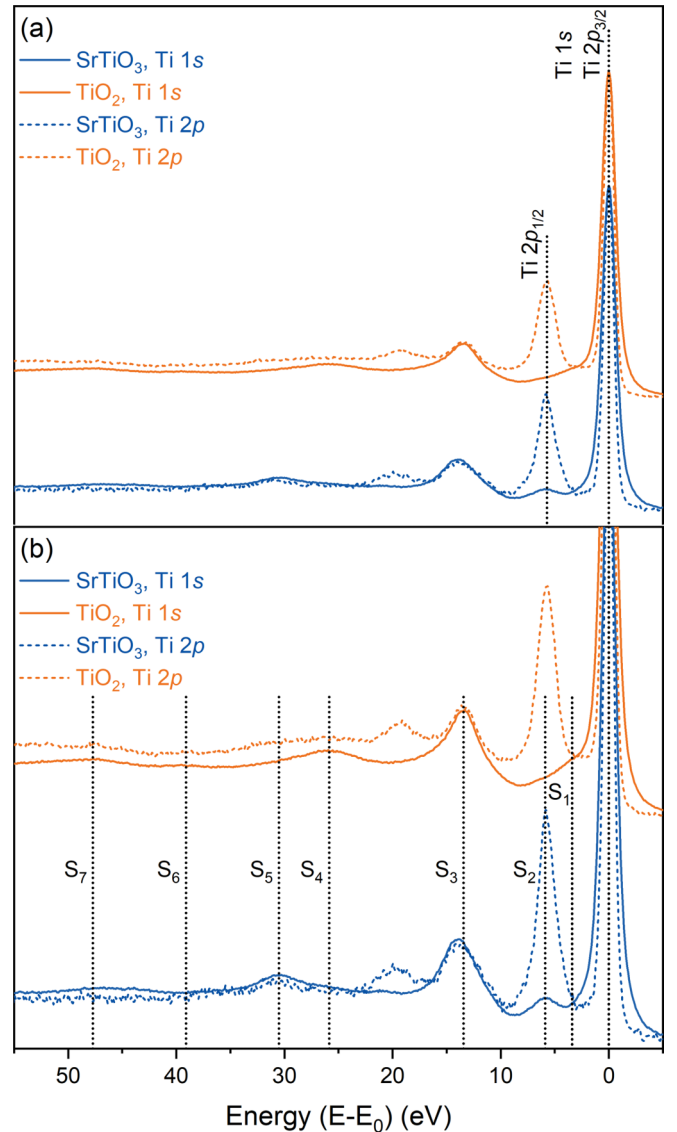 (a)
SrTiO₃, Ti 1s
TiO₂, Ti 1s
SrTiO₃, Ti 2p
TiO₂, Ti 2p
Ti 1s
Ti 2p₃/₂
Ti 2p₁/₂
(b)
SrTiO₃, Ti 1s
TiO₂, Ti 1s
SrTiO₃, Ti 2p
TiO₂, Ti 2p
S₁
S₇
S₆
S₅
S₄
S₃
S₂
50
40
30
20
10
0
Energy (E-E₀) (eV)